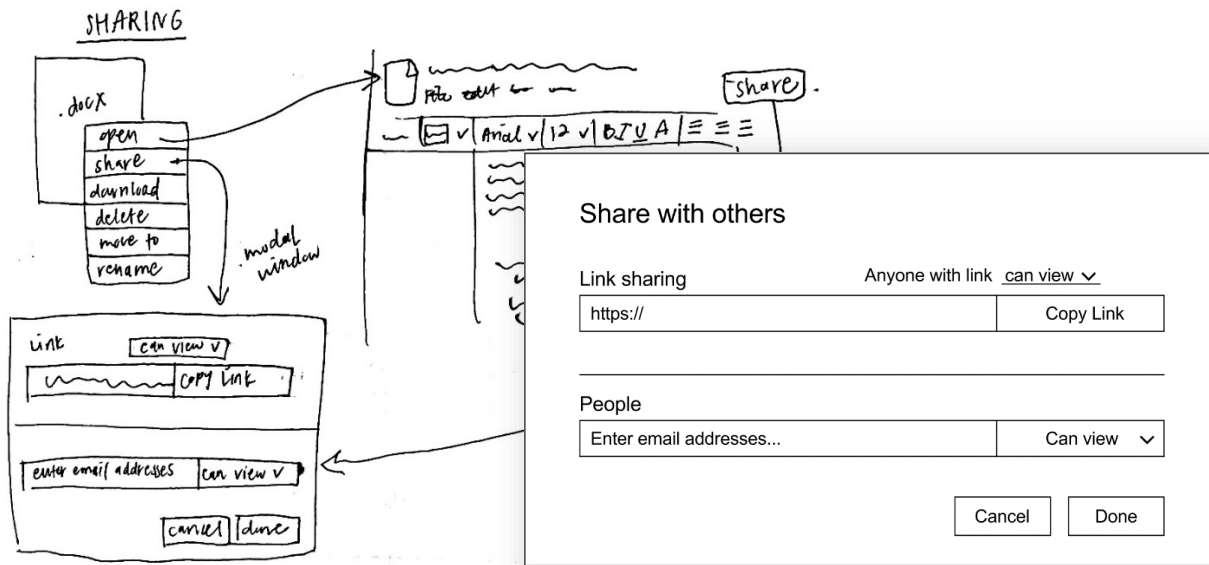 SHARING
.docx
open
share
download
delete
move to
rename
modal
window
File edit
share
Arial v 12 v B I U A
Link
can view v
copy link
enter email addresses
can view v
cancel
done
Share with others
Link sharing
Anyone with link can view
https://
Copy Link
People
Enter email addresses...
Can view
Cancel
Done